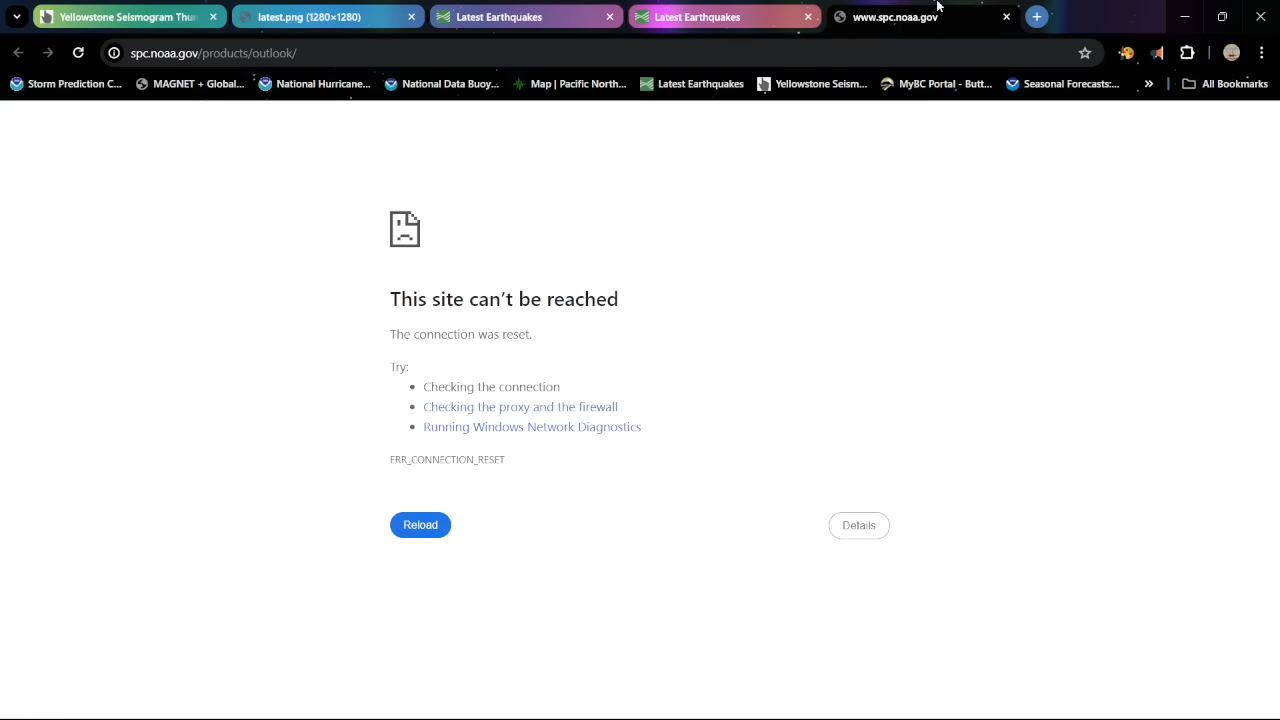 Yellowstone Seismogram Thu
latest.png (1280×1280)
Latest Earthquakes
Latest Earthquakes
www.spc.noaa.gov
spc.noaa.gov/products/outlook/
Storm Prediction C...
MAGNET + Global...
National Hurricane...
National Data Buoy...
Map | Pacific North...
Latest Earthquakes
Yellowstone Seism...
MyBC Portal - Butt...
Seasonal Forecasts:...
All Bookmarks
This site can't be reached
The connection was reset.
Try:
• Checking the connection
• Checking the proxy and the firewall
• Running Windows Network Diagnostics
ERR_CONNECTION_RESET
Reload
Details